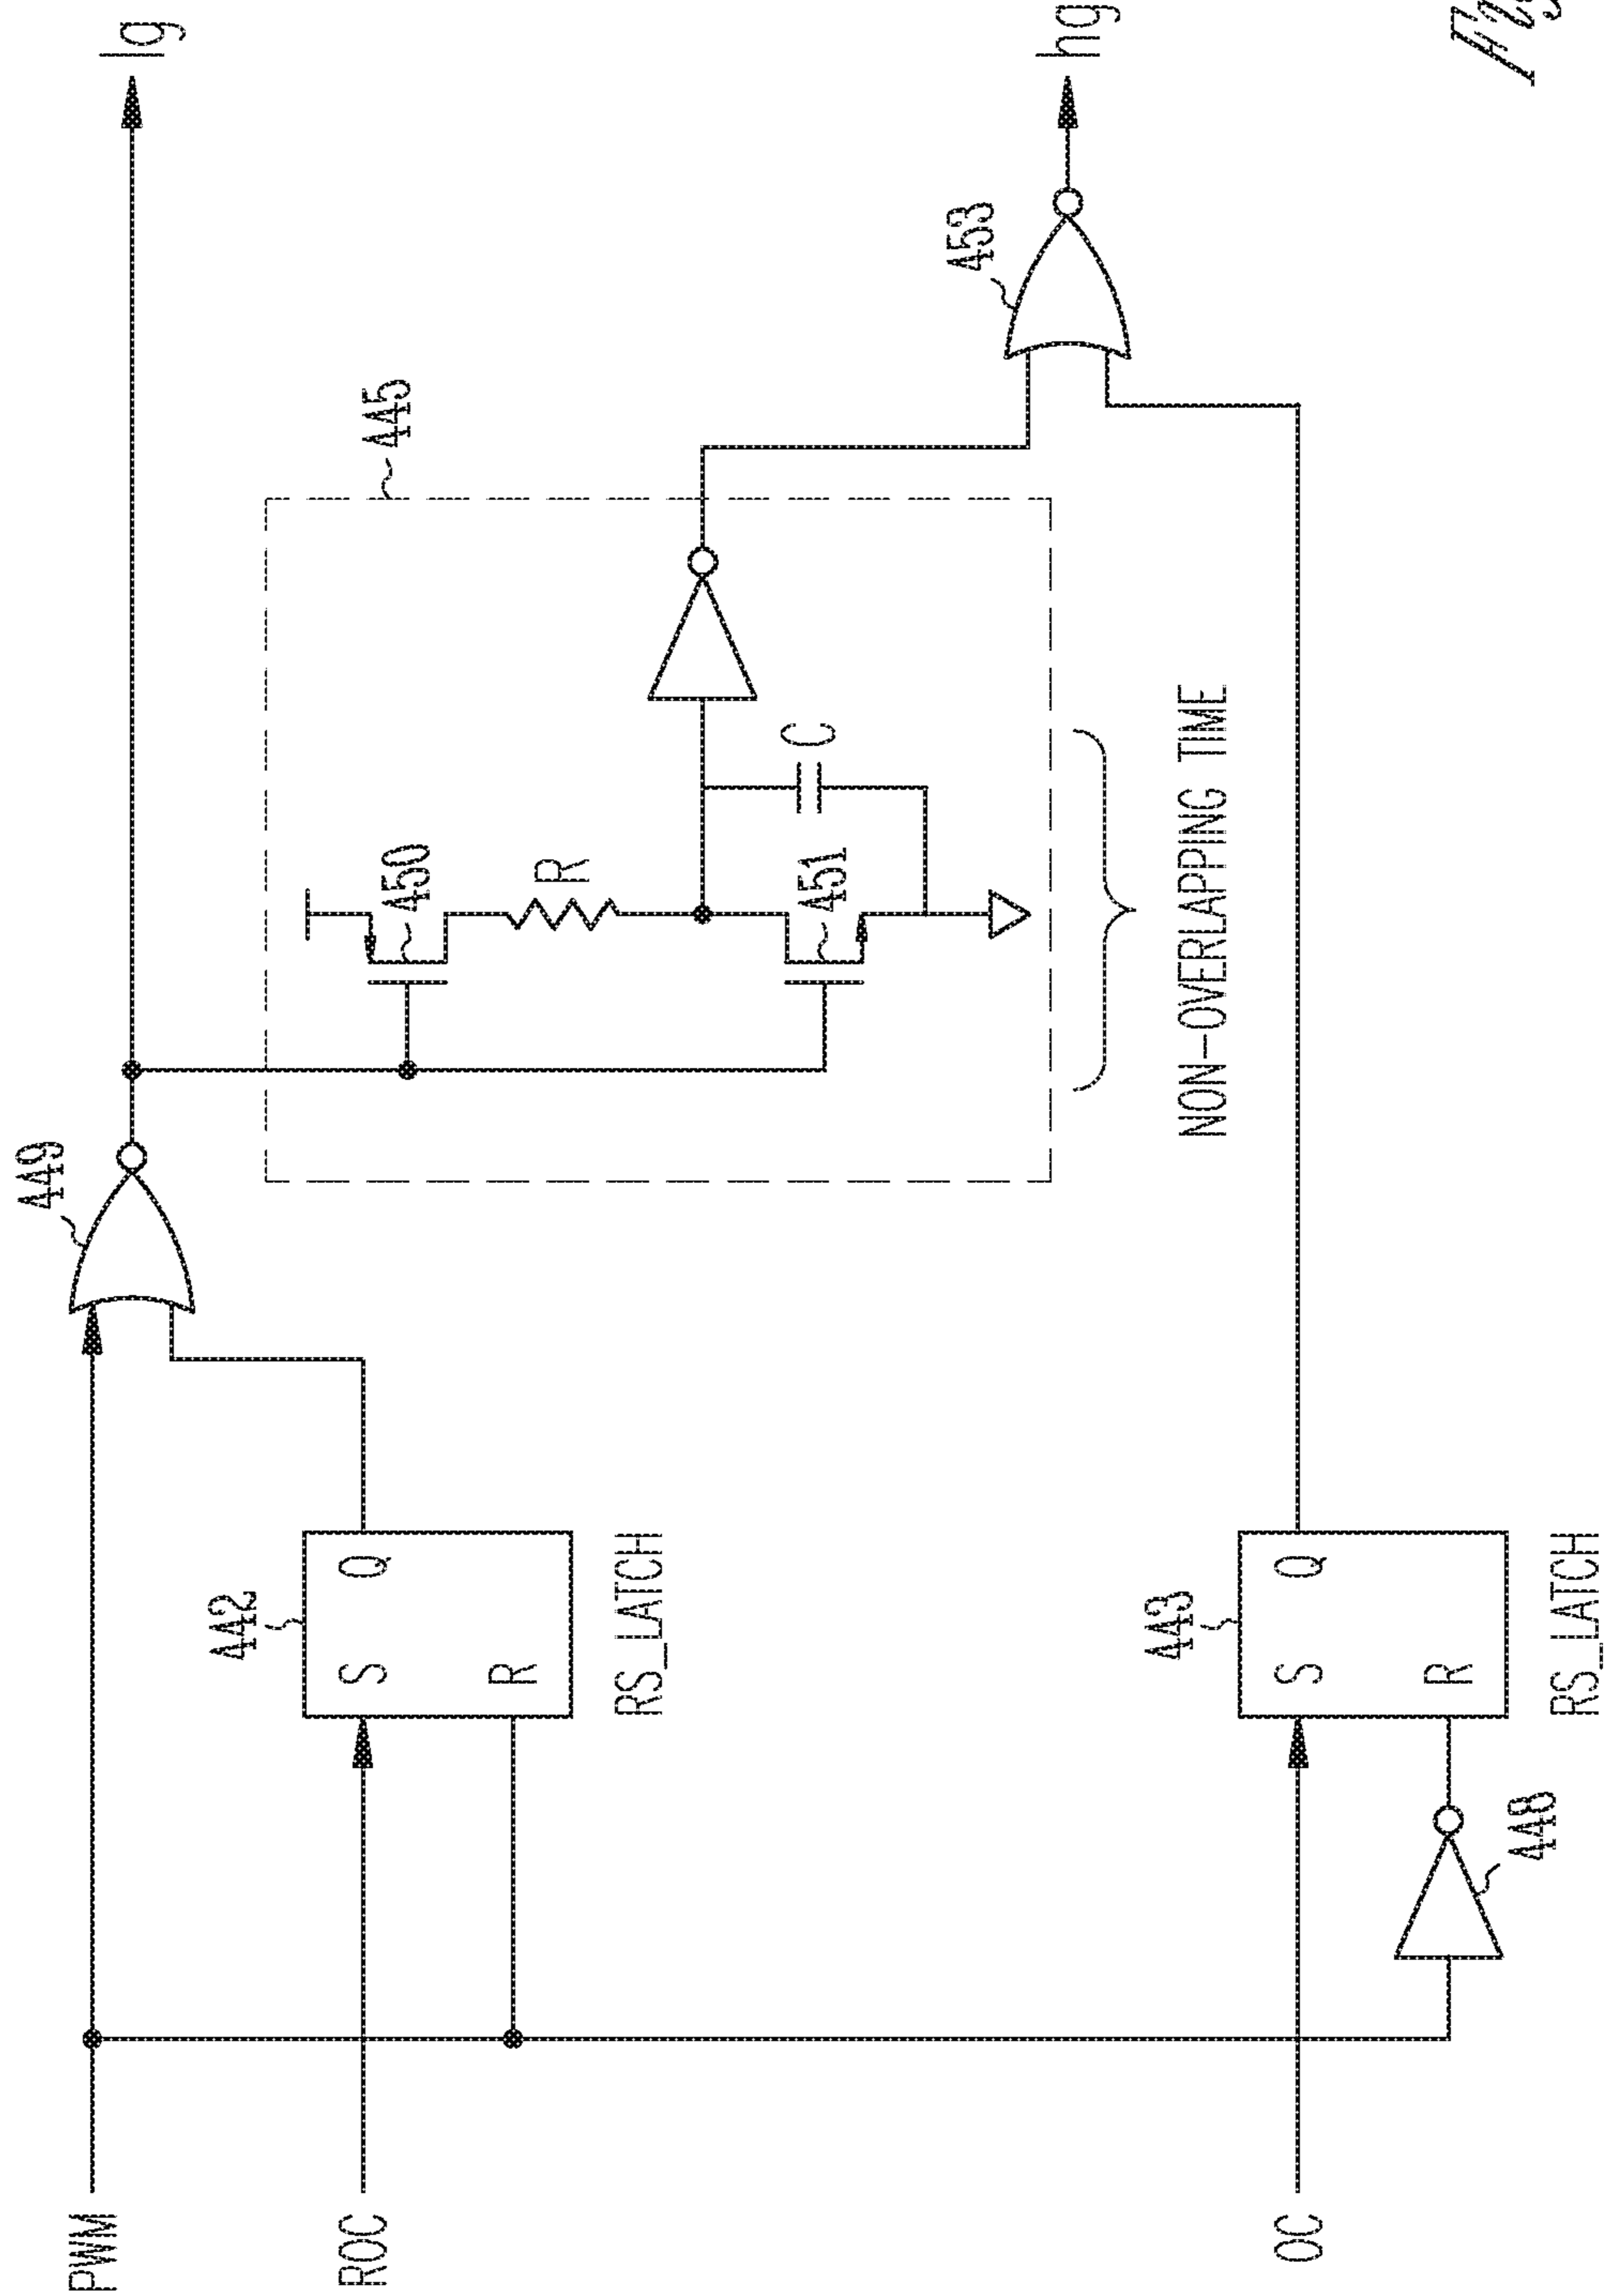 449
PWM
lg
442
ROC
S
Q
445
450
R
R
RS_LATCH
C
451
453
hg
443
NON-OVERLAPPING TIME
OC
S
Q
R
448
RS_LATCH